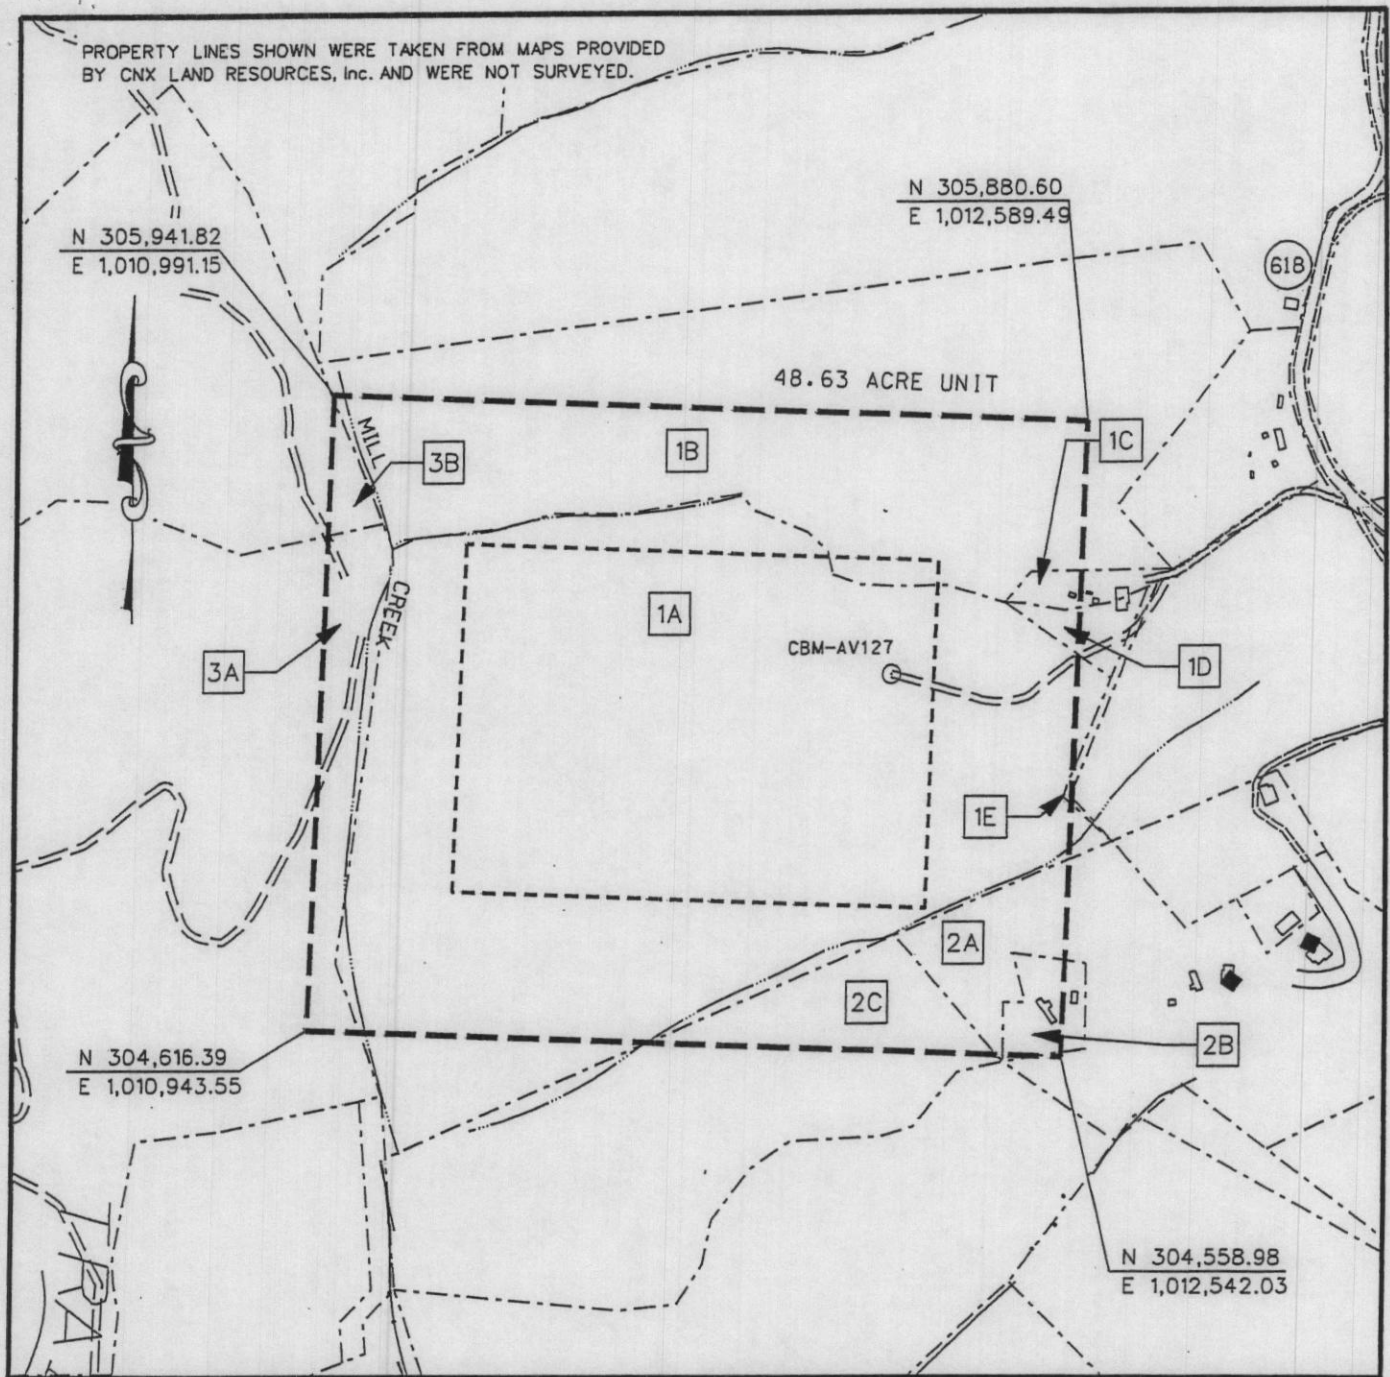 PROPERTY LINES SHOWN WERE TAKEN FROM MAPS PROVIDED
BY CNX LAND RESOURCES, Inc. AND WERE NOT SURVEYED.
N 305,880.60
E 1,012,589.49
N 305,941.82
E 1,010,991.15
618
48.63 ACRE UNIT
MILL
3B
1B
1C
CREEK
1A
CBM-AV127
3A
1D
1E
2A
2C
2B
N 304,616.39
E 1,010,943.55
N 304,558.98
E 1,012,542.03